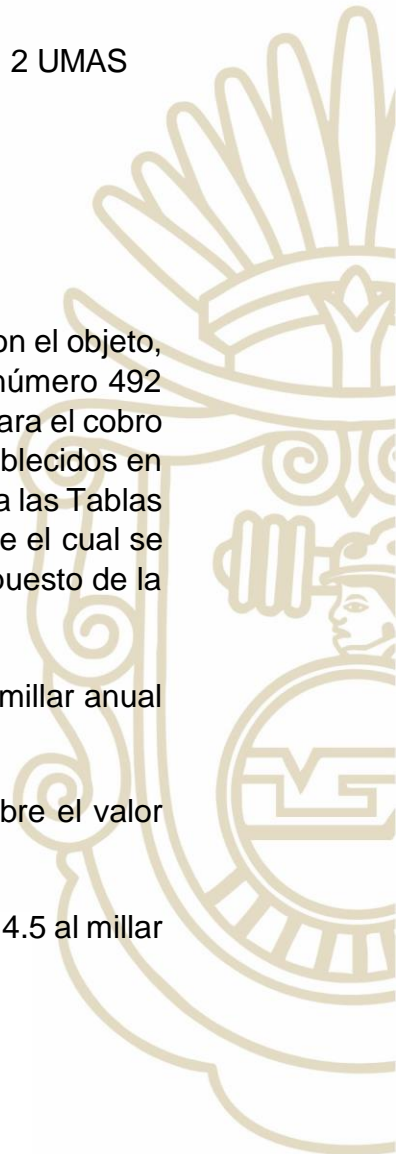 2 UMAS
on el objeto,
número 492
ara el cobro
blecidos en
a las Tablas
e el cual se
puesto de la
millar anual
bre el valor
4.5 al millar